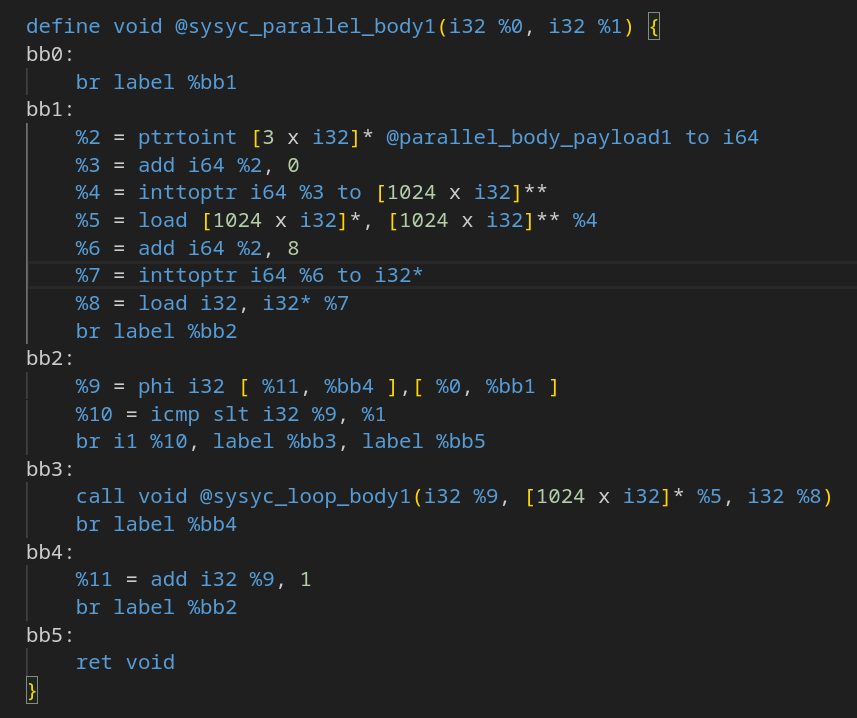 define void @sysyc_parallel_body1(i32 %0, i32 %1) {
bb0:
    br label %bb1
bb1:
    %2 = ptrtoint [3 x i32]* @parallel_body_payload1 to i64
    %3 = add i64 %2, 0
    %4 = inttoptr i64 %3 to [1024 x i32]**
    %5 = load [1024 x i32]*, [1024 x i32]** %4
    %6 = add i64 %2, 8
    %7 = inttoptr i64 %6 to i32*
    %8 = load i32, i32* %7
    br label %bb2
bb2:
    %9 = phi i32 [ %11, %bb4 ],[ %0, %bb1 ]
    %10 = icmp slt i32 %9, %1
    br i1 %10, label %bb3, label %bb5
bb3:
    call void @sysyc_loop_body1(i32 %9, [1024 x i32]* %5, i32 %8)
    br label %bb4
bb4:
    %11 = add i32 %9, 1
    br label %bb2
bb5:
    ret void
}